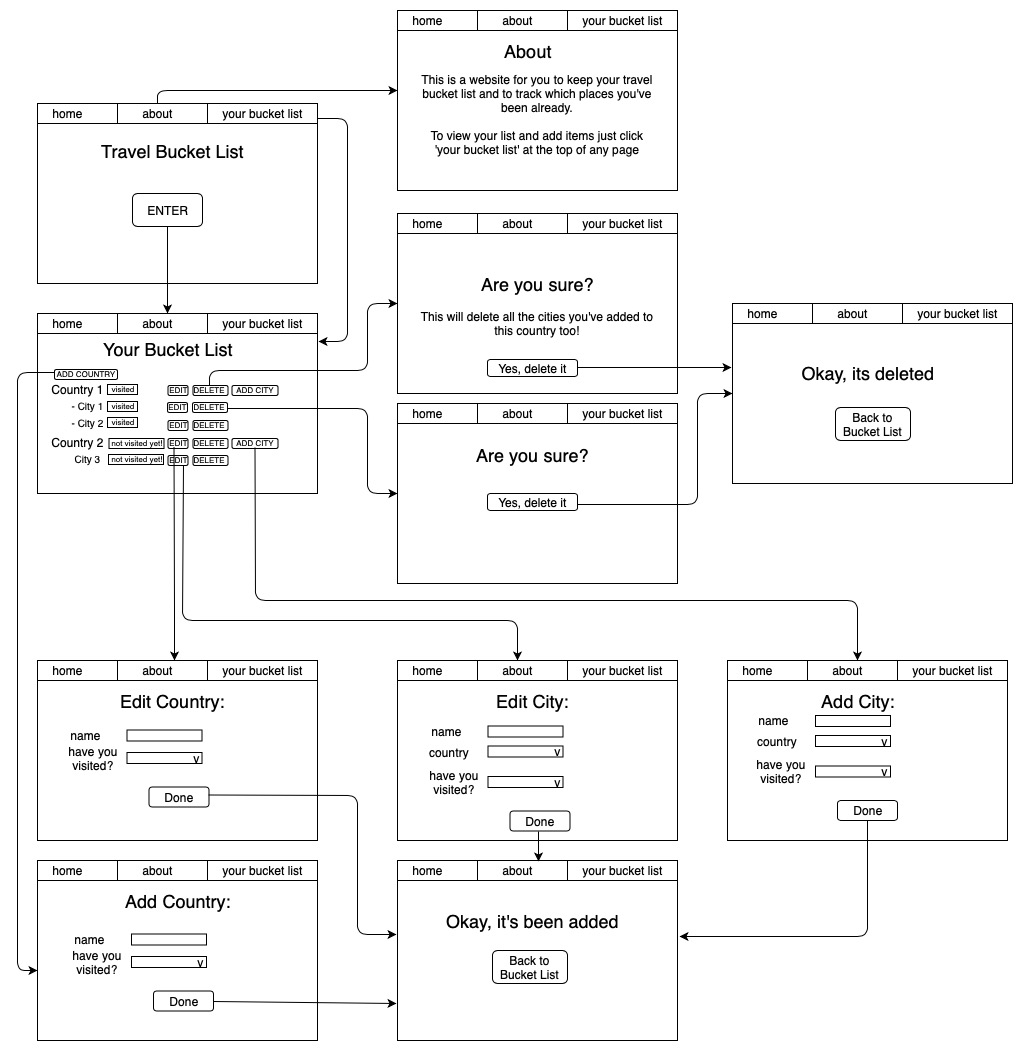 home about your bucket list
About
This is a website for you to keep your travel
bucket list and to track which places you've
been already.
To view your list and add items just click
'your bucket list' at the top of any page
home about your bucket list
Travel Bucket List
ENTER
home about your bucket list
Are you sure?
This will delete all the cities you've added to
this country too!
Yes, delete it
home about your bucket list
Okay, its deleted
Back to
Bucket List
home about your bucket list
Your Bucket List
ADD COUNTRY
Country 1 visited EDIT DELETE ADD CITY
- City 1 visited EDIT DELETE
- City 2 visited EDIT DELETE
Country 2 not visited yet! EDIT DELETE ADD CITY
City 3 not visited yet! EDIT DELETE
home about your bucket list
Are you sure?
Yes, delete it
home about your bucket list
Edit Country:
name
have you
visited?
v
Done
home about your bucket list
Edit City:
name
country
v
have you
visited?
v
Done
home about your bucket list
Add City:
name
country
v
have you
visited?
v
Done
home about your bucket list
Add Country:
name
have you
visited?
v
Done
home about your bucket list
Okay, it's been added
Back to
Bucket List